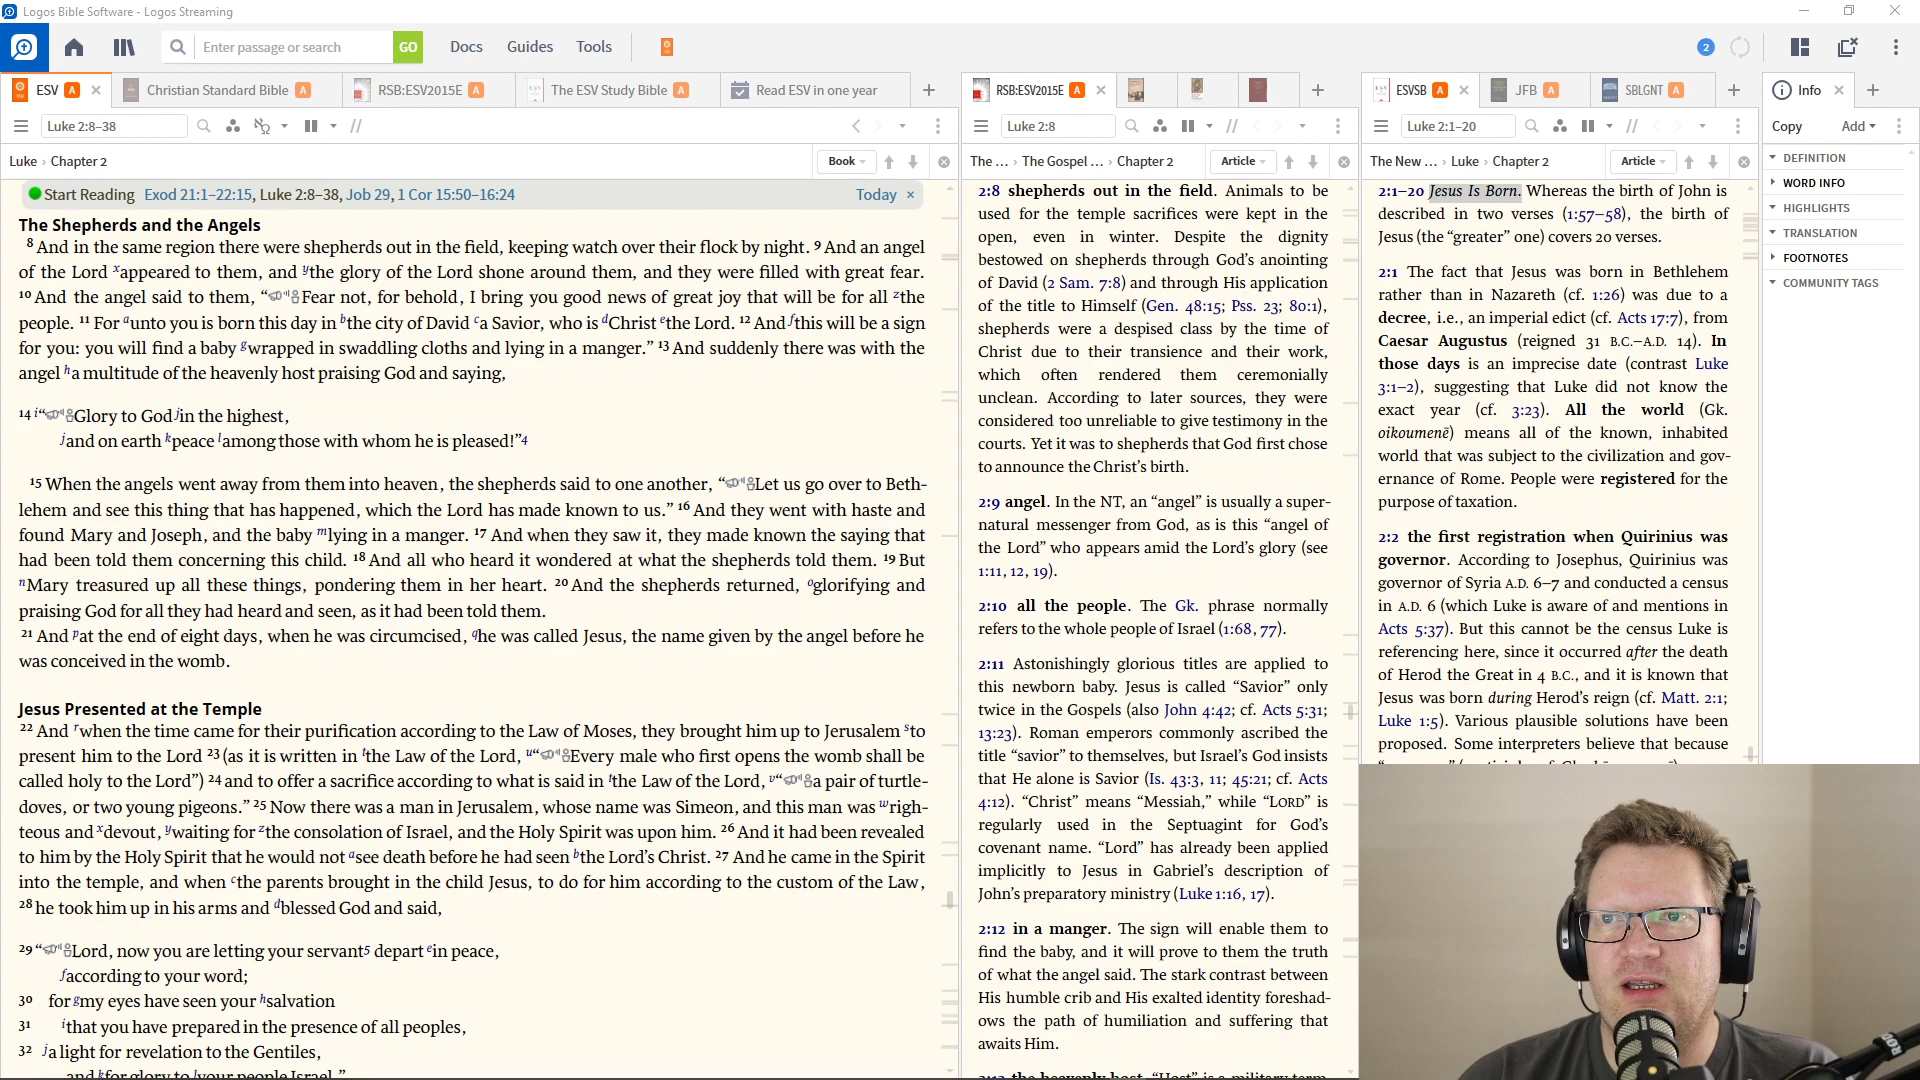 Logos Bible Software - Logos Streaming
Enter passage or search
GO
Docs
Guides
Tools
2
ESV A
Christian Standard Bible A
RSB:ESV2015E A
The ESV Study Bible A
Read ESV in one year
Luke 2:8–38
Luke › Chapter 2
Book
Start Reading Exod 21:1–22:15, Luke 2:8–38, Job 29, 1 Cor 15:50–16:24
Today ×
The Shepherds and the Angels
8 And in the same region there were shepherds out in the field, keeping watch over their flock by night. 9 And an angel
of the Lord xappeared to them, and ythe glory of the Lord shone around them, and they were filled with great fear.
10 And the angel said to them, “Fear not, for behold, I bring you good news of great joy that will be for all zthe
people. 11 For aunto you is born this day in bthe city of David ca Savior, who is dChrist ethe Lord. 12 And fthis will be a sign
for you: you will find a baby gwrapped in swaddling cloths and lying in a manger.” 13 And suddenly there was with the
angel ha multitude of the heavenly host praising God and saying,
14 i“Glory to God jin the highest,
jand on earth kpeace lamong those with whom he is pleased!”4
15 When the angels went away from them into heaven, the shepherds said to one another, “Let us go over to Beth-
lehem and see this thing that has happened, which the Lord has made known to us.” 16 And they went with haste and
found Mary and Joseph, and the baby mlying in a manger. 17 And when they saw it, they made known the saying that
had been told them concerning this child. 18 And all who heard it wondered at what the shepherds told them. 19 But
nMary treasured up all these things, pondering them in her heart. 20 And the shepherds returned, oglorifying and
praising God for all they had heard and seen, as it had been told them.
21 And pat the end of eight days, when he was circumcised, qhe was called Jesus, the name given by the angel before he
was conceived in the womb.
Jesus Presented at the Temple
22 And rwhen the time came for their purification according to the Law of Moses, they brought him up to Jerusalem sto
present him to the Lord 23 (as it is written in tthe Law of the Lord, u“Every male who first opens the womb shall be
called holy to the Lord”) 24 and to offer a sacrifice according to what is said in tthe Law of the Lord, v“a pair of turtle-
doves, or two young pigeons.” 25 Now there was a man in Jerusalem, whose name was Simeon, and this man was wrigh-
teous and xdevout, ywaiting for zthe consolation of Israel, and the Holy Spirit was upon him. 26 And it had been revealed
to him by the Holy Spirit that he would not asee death before he had seen bthe Lord’s Christ. 27 And he came in the Spirit
into the temple, and when cthe parents brought in the child Jesus, to do for him according to the custom of the Law,
28 he took him up in his arms and dblessed God and said,
29 “Lord, now you are letting your servant5 depart ein peace,
faccording to your word;
30 for gmy eyes have seen your hsalvation
31 ithat you have prepared in the presence of all peoples,
32 ja light for revelation to the Gentiles,
and kfor glory to lyour people Israel.”
RSB:ESV2015E A
Luke 2:8
The ... › The Gospel ... › Chapter 2
Article
2:8 shepherds out in the field. Animals to be
used for the temple sacrifices were kept in the
open, even in winter. Despite the dignity
bestowed on shepherds through God’s anointing
of David (2 Sam. 7:8) and through His application
of the title to Himself (Gen. 48:15; Pss. 23; 80:1),
shepherds were a despised class by the time of
Christ due to their transience and their work,
which often rendered them ceremonially
unclean. According to later sources, they were
considered too unreliable to give testimony in the
courts. Yet it was to shepherds that God first chose
to announce the Christ’s birth.
2:9 angel. In the NT, an “angel” is usually a super-
natural messenger from God, as is this “angel of
the Lord” who appears amid the Lord’s glory (see
1:11, 12, 19).
2:10 all the people. The Gk. phrase normally
refers to the whole people of Israel (1:68, 77).
2:11 Astonishingly glorious titles are applied to
this newborn baby. Jesus is called “Savior” only
twice in the Gospels (also John 4:42; cf. Acts 5:31;
13:23). Roman emperors commonly ascribed the
title “savior” to themselves, but Israel’s God insists
that He alone is Savior (Is. 43:3, 11; 45:21; cf. Acts
4:12). “Christ” means “Messiah,” while “LORD” is
regularly used in the Septuagint for God’s
covenant name. “Lord” has already been applied
implicitly to Jesus in Gabriel’s description of
John’s preparatory ministry (Luke 1:16, 17).
2:12 in a manger. The sign will enable them to
find the baby, and it will prove to them the truth
of what the angel said. The stark contrast between
His humble crib and His exalted identity foreshad-
ows the path of humiliation and suffering that
awaits Him.
2:13 the heavenly host. “Host” is a military term
ESVSB A
JFB A
SBLGNT A
Luke 2:1–20
The New ... › Luke › Chapter 2
Article
2:1–20 Jesus Is Born. Whereas the birth of John is
described in two verses (1:57–58), the birth of
Jesus (the “greater” one) covers 20 verses.
2:1 The fact that Jesus was born in Bethlehem
rather than in Nazareth (cf. 1:26) was due to a
decree, i.e., an imperial edict (cf. Acts 17:7), from
Caesar Augustus (reigned 31 B.C.–A.D. 14). In
those days is an imprecise date (contrast Luke
3:1–2), suggesting that Luke did not know the
exact year (cf. 3:23). All the world (Gk.
oikoumenē) means all of the known, inhabited
world that was subject to the civilization and gov-
ernance of Rome. People were registered for the
purpose of taxation.
2:2 the first registration when Quirinius was
governor. According to Josephus, Quirinius was
governor of Syria A.D. 6–7 and conducted a census
in A.D. 6 (which Luke is aware of and mentions in
Acts 5:37). But this cannot be the census Luke is
referencing here, since it occurred after the death
of Herod the Great in 4 B.C., and it is known that
Jesus was born during Herod’s reign (cf. Matt. 2:1;
Luke 1:5). Various plausible solutions have been
proposed. Some interpreters believe that because
Info
Copy
Add
DEFINITION
WORD INFO
HIGHLIGHTS
TRANSLATION
FOOTNOTES
COMMUNITY TAGS